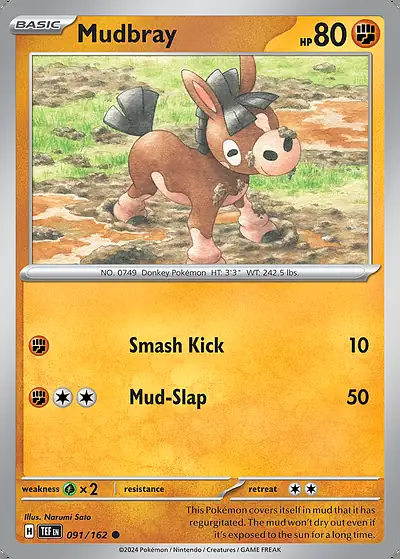 BASIC
Mudbray
HP 80
NO. 0749 Donkey Pokémon HT: 3'3" WT: 242.5 lbs.
Smash Kick 10
Mud-Slap 50
weakness ×2 resistance retreat
Illus. Narumi Sato
H TEF EN 091/162
This Pokémon covers itself in mud that it has
regurgitated. The mud won't dry out even if
it's exposed to the sun for a long time.
©2024 Pokémon / Nintendo / Creatures / GAME FREAK